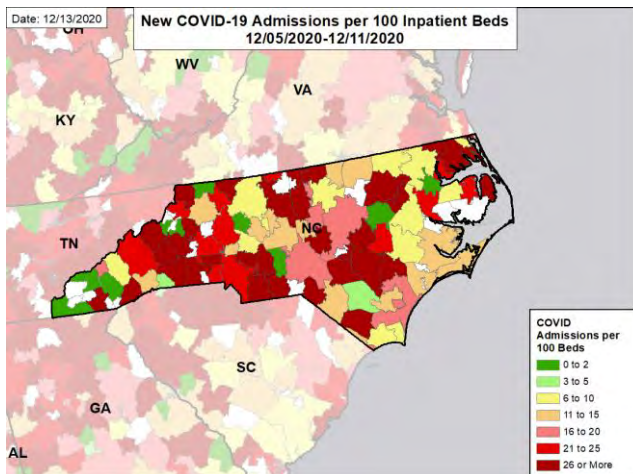 Date: 12/13/2020
New COVID-19 Admissions per 100 Inpatient Beds
12/05/2020-12/11/2020
OH
WV
VA
KY
TN
NC
SC
GA
AL
COVID
Admissions per
100 Beds
0 to 2
3 to 5
6 to 10
11 to 15
16 to 20
21 to 25
26 or More